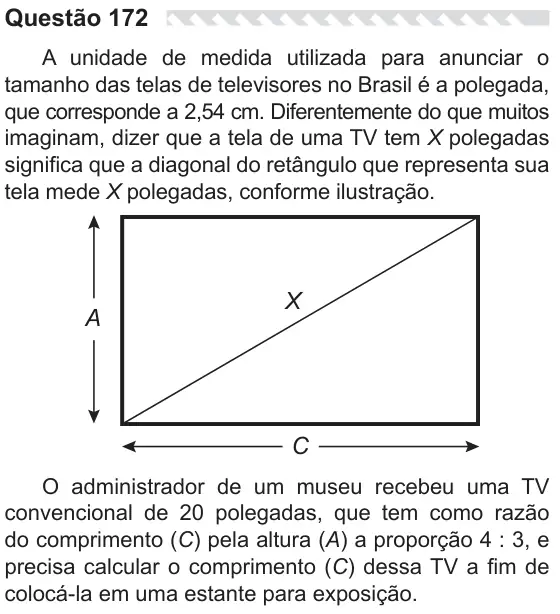 Questão 172
A unidade de medida utilizada para anunciar o
tamanho das telas de televisores no Brasil é a polegada,
que corresponde a 2,54 cm. Diferentemente do que muitos
imaginam, dizer que a tela de uma TV tem X polegadas
significa que a diagonal do retângulo que representa sua
tela mede X polegadas, conforme ilustração.
X
A
C
O administrador de um museu recebeu uma TV
convencional de 20 polegadas, que tem como razão
do comprimento (C) pela altura (A) a proporção 4 : 3, e
precisa calcular o comprimento (C) dessa TV a fim de
colocá-la em uma estante para exposição.